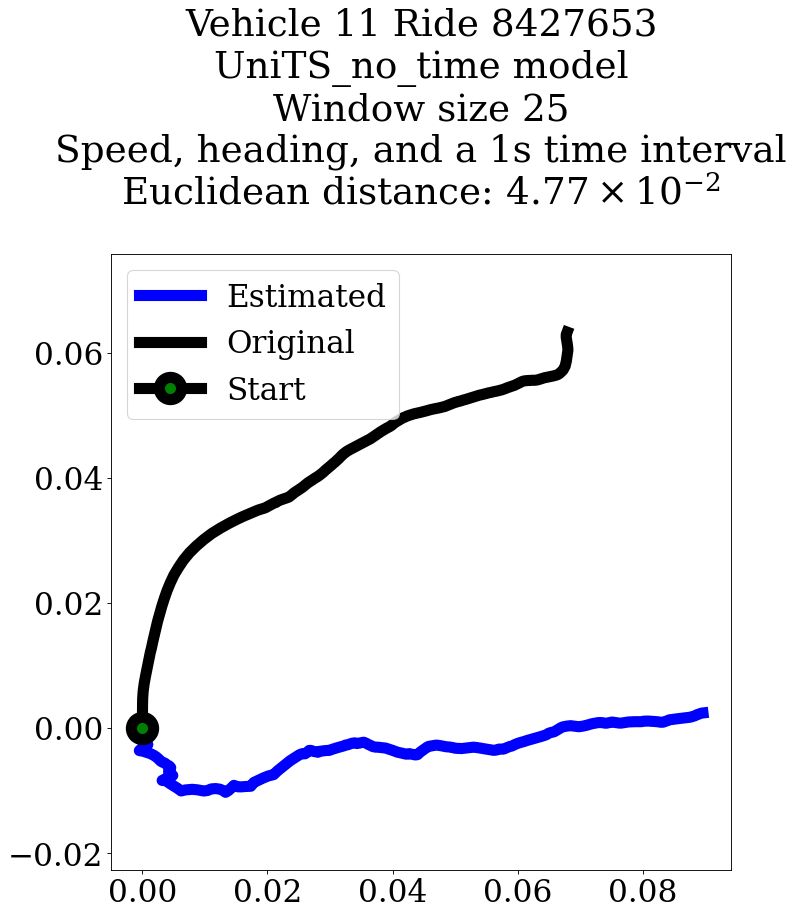 Vehicle 11 Ride 8427653
UniTS_no_time model
Window size 25
Speed, heading, and a 1s time interval
Euclidean distance: 4.77 × 10⁻²
Estimated
Original
Start
0.06
0.04
0.02
0.00
−0.02
0.00 0.02 0.04 0.06 0.08